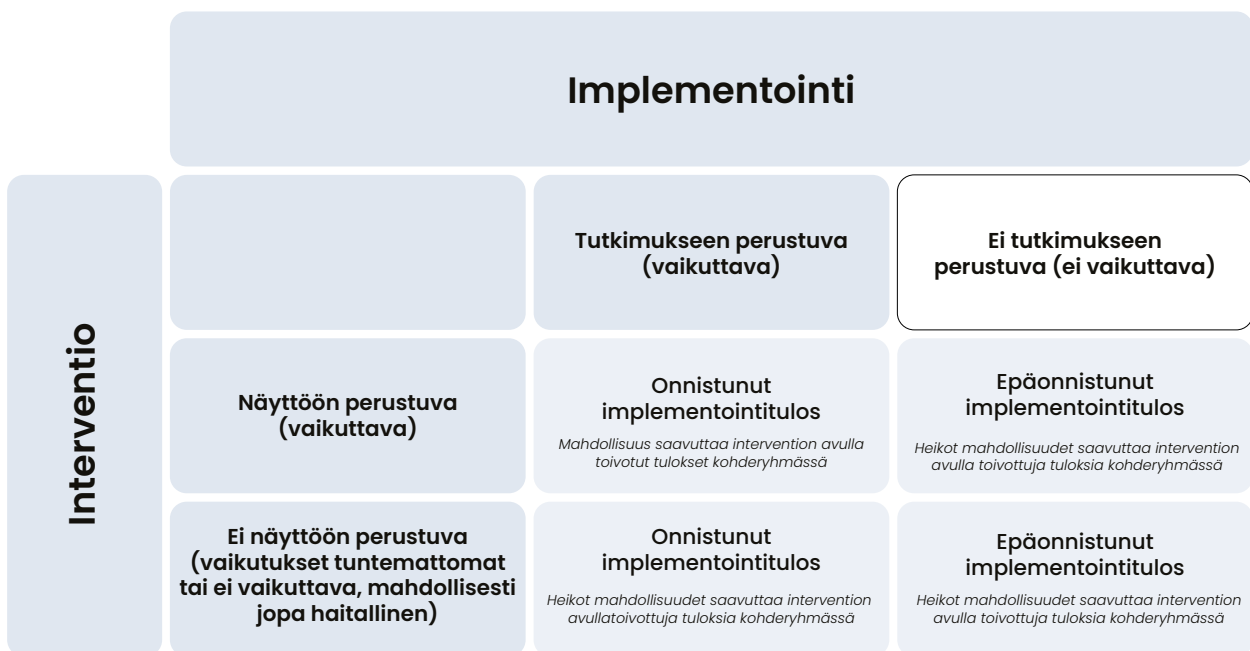 Implementointi
Interventio
Tutkimukseen perustuva
(vaikuttava)
Ei tutkimukseen
perustuva (ei vaikuttava)
Näyttöön perustuva
(vaikuttava)
Onnistunut
implementointitulos
Mahdollisuus saavuttaa intervention avulla
toivotut tulokset kohderyhmässä
Epäonnistunut
implementointitulos
Heikot mahdollisuudet saavuttaa intervention
avulla toivottuja tuloksia kohderyhmässä
Ei näyttöön perustuva
(vaikutukset tuntemattomat
tai ei vaikuttava, mahdollisesti
jopa haitallinen)
Onnistunut
implementointitulos
Heikot mahdollisuudet saavuttaa intervention
avullatoivottuja tuloksia kohderyhmässä
Epäonnistunut
implementointitulos
Heikot mahdollisuudet saavuttaa intervention
avulla toivottuja tuloksia kohderyhmässä